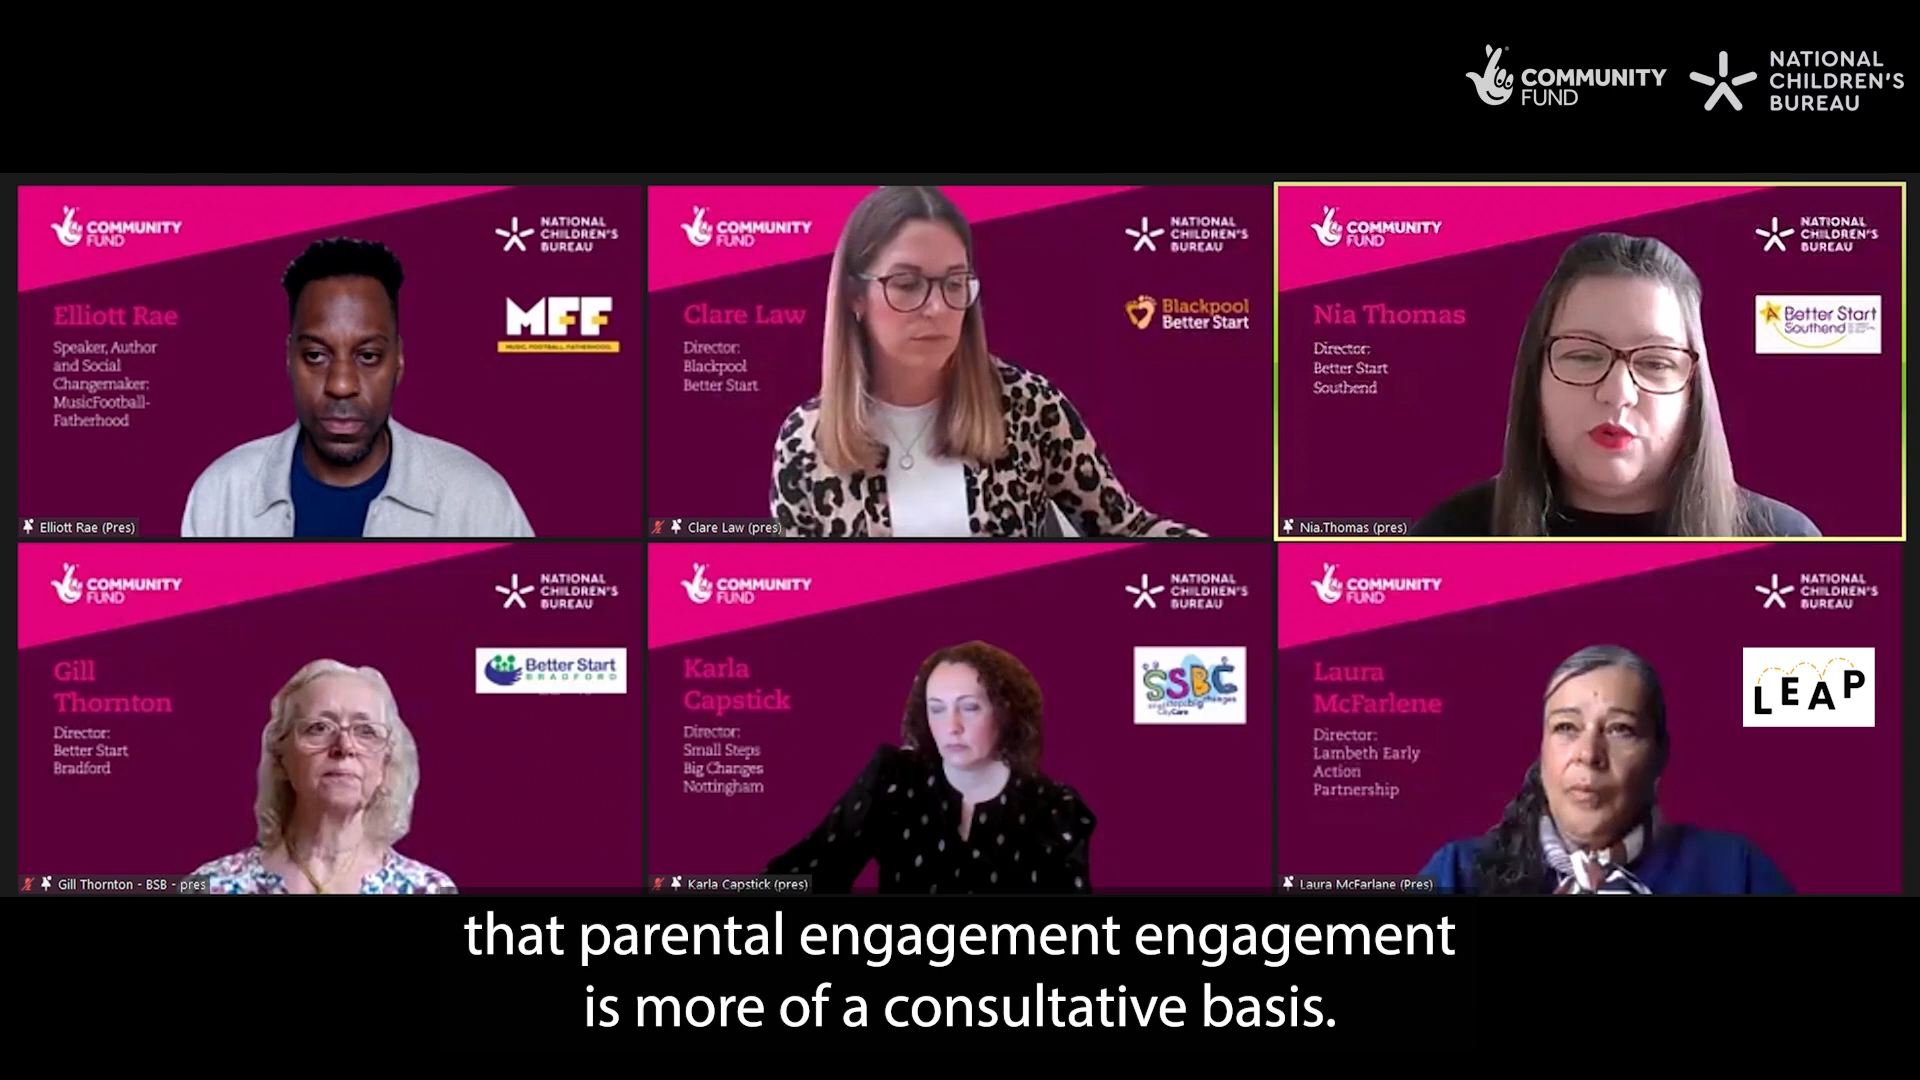 COMMUNITY
FUND
NATIONAL
CHILDREN'S
BUREAU
COMMUNITY
FUND
NATIONAL
CHILDREN'S
BUREAU
Elliott Rae
MFF
MUSIC. FOOTBALL. FATHERHOOD.
Speaker, Author
and Social
Changemaker:
MusicFootball-
Fatherhood
Elliott Rae (Pres)
COMMUNITY
FUND
NATIONAL
CHILDREN'S
BUREAU
Clare Law
Blackpool
Better Start
Director:
Blackpool
Better Start
Clare Law (pres)
COMMUNITY
FUND
NATIONAL
CHILDREN'S
BUREAU
Nia Thomas
A Better Start
Southend
Director:
Better Start
Southend
Nia.Thomas (pres)
COMMUNITY
FUND
NATIONAL
CHILDREN'S
BUREAU
Gill
Thornton
Better Start
BRADFORD
Director:
Better Start
Bradford
Gill Thornton - BSB - pres
COMMUNITY
FUND
NATIONAL
CHILDREN'S
BUREAU
Karla
Capstick
SSBC
CityCare
Director:
Small Steps
Big Changes
Nottingham
Karla Capstick (pres)
COMMUNITY
FUND
NATIONAL
CHILDREN'S
BUREAU
Laura
McFarlene
LEAP
Director:
Lambeth Early
Action
Partnership
Laura McFarlane (Pres)
that parental engagement engagement
is more of a consultative basis.